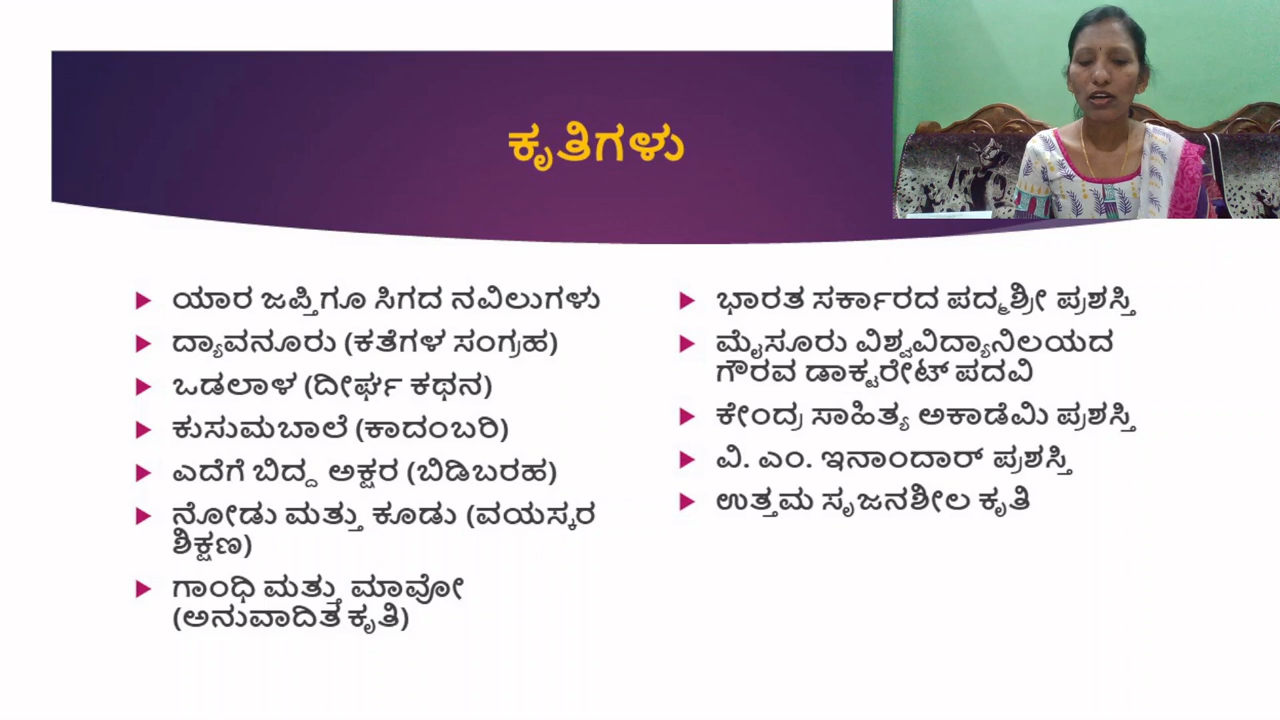 ಕೃತಿಗಳು
ಯಾರ ಜಪ್ತಿಗೂ ಸಿಗದ ನವಿಲುಗಳು
ದ್ಯಾವನೂರು (ಕತೆಗಳ ಸಂಗ್ರಹ)
ಒಡಲಾಳ (ದೀರ್ಘ ಕಥನ)
ಕುಸುಮಬಾಲೆ (ಕಾದಂಬರಿ)
ಎದೆಗೆ ಬಿದ್ದ ಅಕ್ಷರ (ಬಿಡಿಬರಹ)
ನೋಡು ಮತ್ತು ಕೂಡು (ವಯಸ್ಕರ
ಶಿಕ್ಷಣ)
ಗಾಂಧಿ ಮತ್ತು ಮಾವೋ
(ಅನುವಾದಿತ ಕೃತಿ)
ಭಾರತ ಸರ್ಕಾರದ ಪದ್ಮಶ್ರೀ ಪ್ರಶಸ್ತಿ
ಮೈಸೂರು ವಿಶ್ವವಿದ್ಯಾನಿಲಯದ
ಗೌರವ ಡಾಕ್ಟರೇಟ್ ಪದವಿ
ಕೇಂದ್ರ ಸಾಹಿತ್ಯ ಅಕಾಡೆಮಿ ಪ್ರಶಸ್ತಿ
ವಿ. ಎಂ. ಇನಾಂದಾರ್ ಪ್ರಶಸ್ತಿ
ಉತ್ತಮ ಸೃಜನಶೀಲ ಕೃತಿ